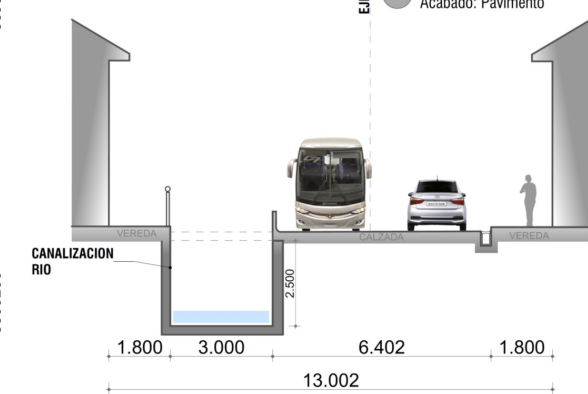 EJE
Acabado: Pavimento
VEREDA
CALZADA
VEREDA
CANALIZACION
RIO
2.500
1.800
3.000
6.402
1.800
13.002